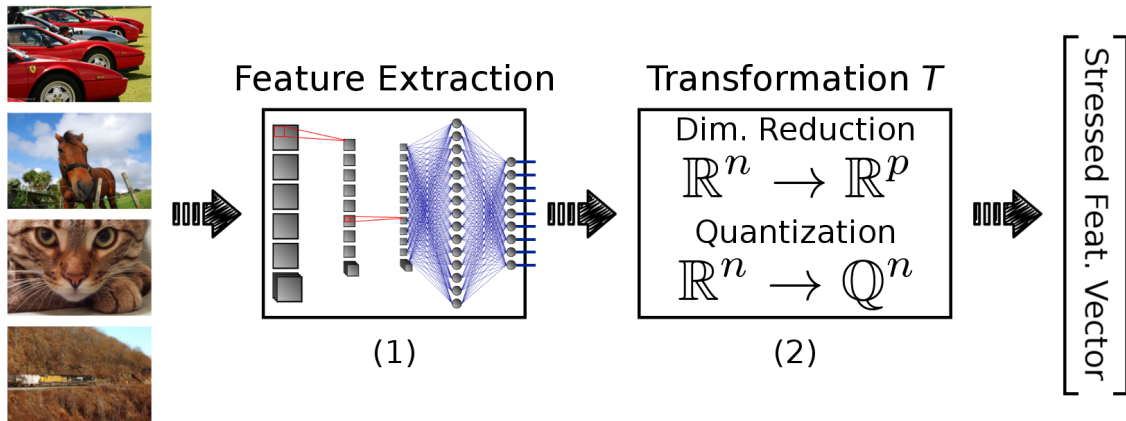 Feature Extraction
(1)
Transformation T
Dim. Reduction
ℝⁿ → ℝᵖ
Quantization
ℝⁿ → ℚⁿ
(2)
Stressed Feat. Vector